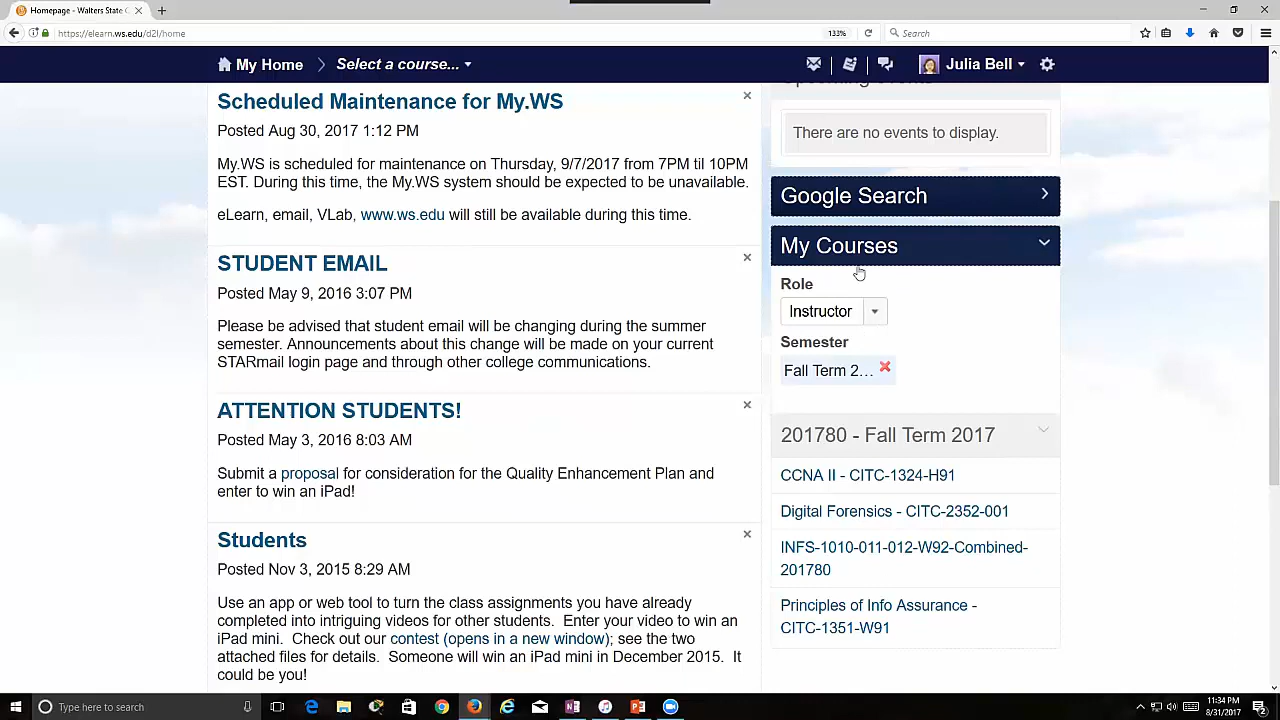 Homepage - Walters State C
https://elearn.ws.edu/d2l/home
133%
Search
My Home
Select a course...
Julia Bell
Scheduled Maintenance for My.WS
Posted Aug 30, 2017 1:12 PM
My.WS is scheduled for maintenance on Thursday, 9/7/2017 from 7PM til 10PM
EST. During this time, the My.WS system should be expected to be unavailable.
eLearn, email, VLab, www.ws.edu will still be available during this time.
STUDENT EMAIL
Posted May 9, 2016 3:07 PM
Please be advised that student email will be changing during the summer
semester. Announcements about this change will be made on your current
STARmail login page and through other college communications.
ATTENTION STUDENTS!
Posted May 3, 2016 8:03 AM
Submit a proposal for consideration for the Quality Enhancement Plan and
enter to win an iPad!
Students
Posted Nov 3, 2015 8:29 AM
Use an app or web tool to turn the class assignments you have already
completed into intriguing videos for other students. Enter your video to win an
iPad mini. Check out our contest (opens in a new window); see the two
attached files for details. Someone will win an iPad mini in December 2015. It
could be you!
Upcoming Events
There are no events to display.
Google Search
My Courses
Role
Instructor
Semester
Fall Term 2...
201780 - Fall Term 2017
CCNA II - CITC-1324-H91
Digital Forensics - CITC-2352-001
INFS-1010-011-012-W92-Combined-
201780
Principles of Info Assurance -
CITC-1351-W91
Type here to search
11:34 PM
8/31/2017